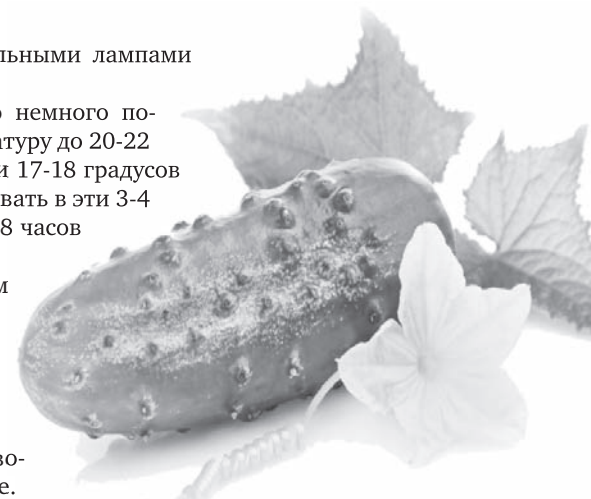 льными лампами
немного по-
атуру до 20-22
и 17-18 градусов
вать в эти 3-4
8 часов
м
во-
е.